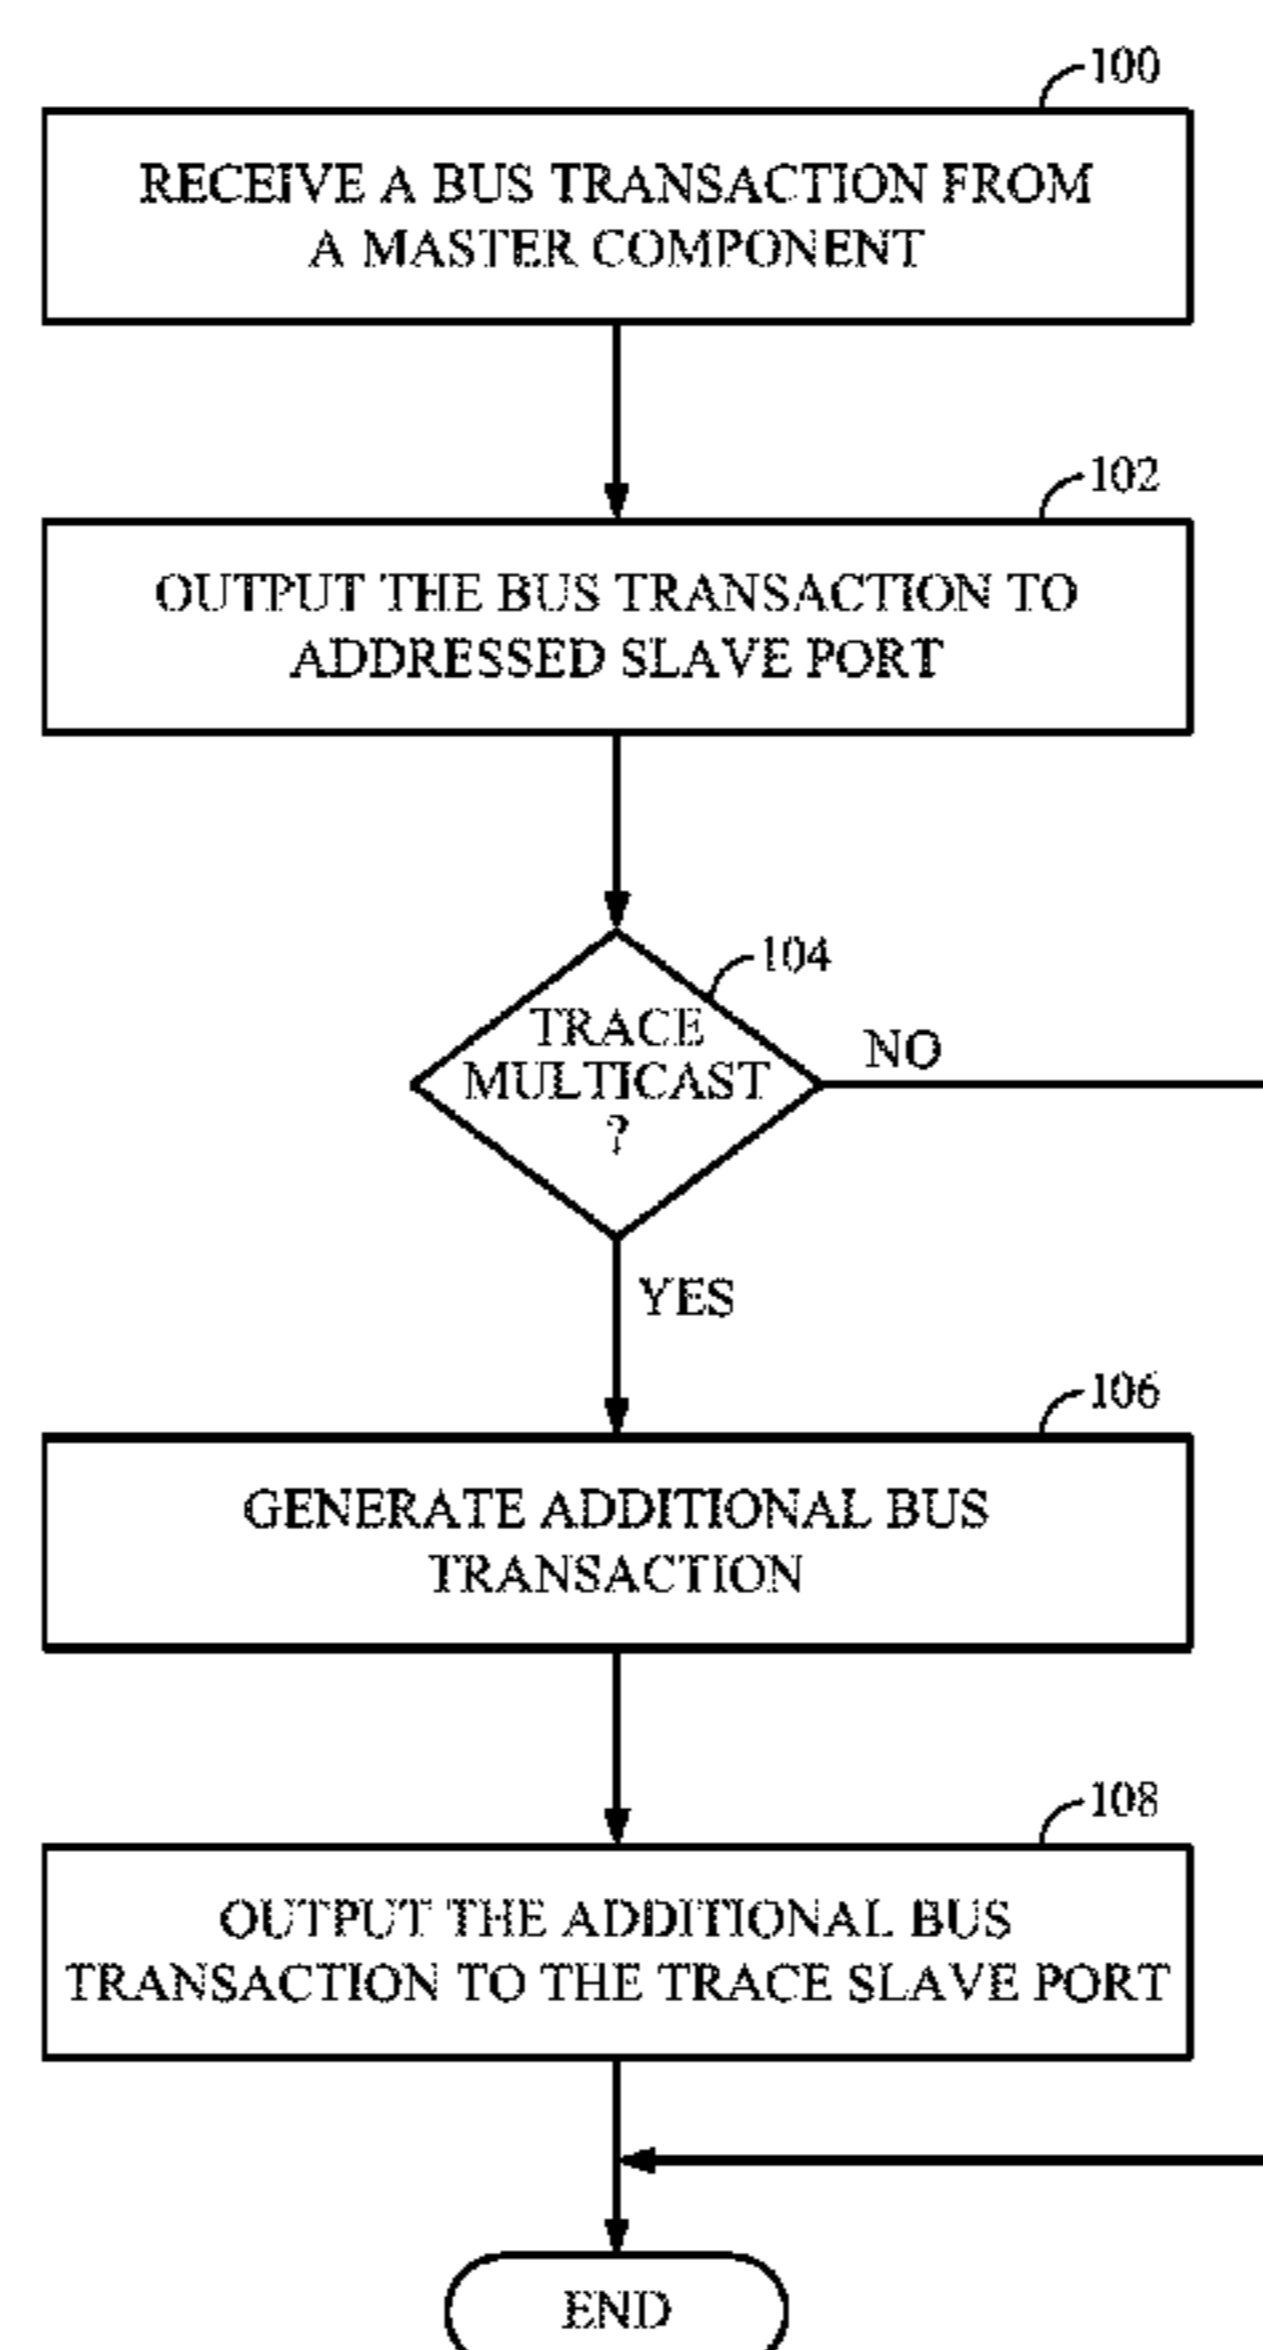 100
RECEIVE A BUS TRANSACTION FROM
A MASTER COMPONENT
102
OUTPUT THE BUS TRANSACTION TO
ADDRESSED SLAVE PORT
104
TRACE
MULTICAST
?
NO
YES
106
GENERATE ADDITIONAL BUS
TRANSACTION
108
OUTPUT THE ADDITIONAL BUS
TRANSACTION TO THE TRACE SLAVE PORT
END